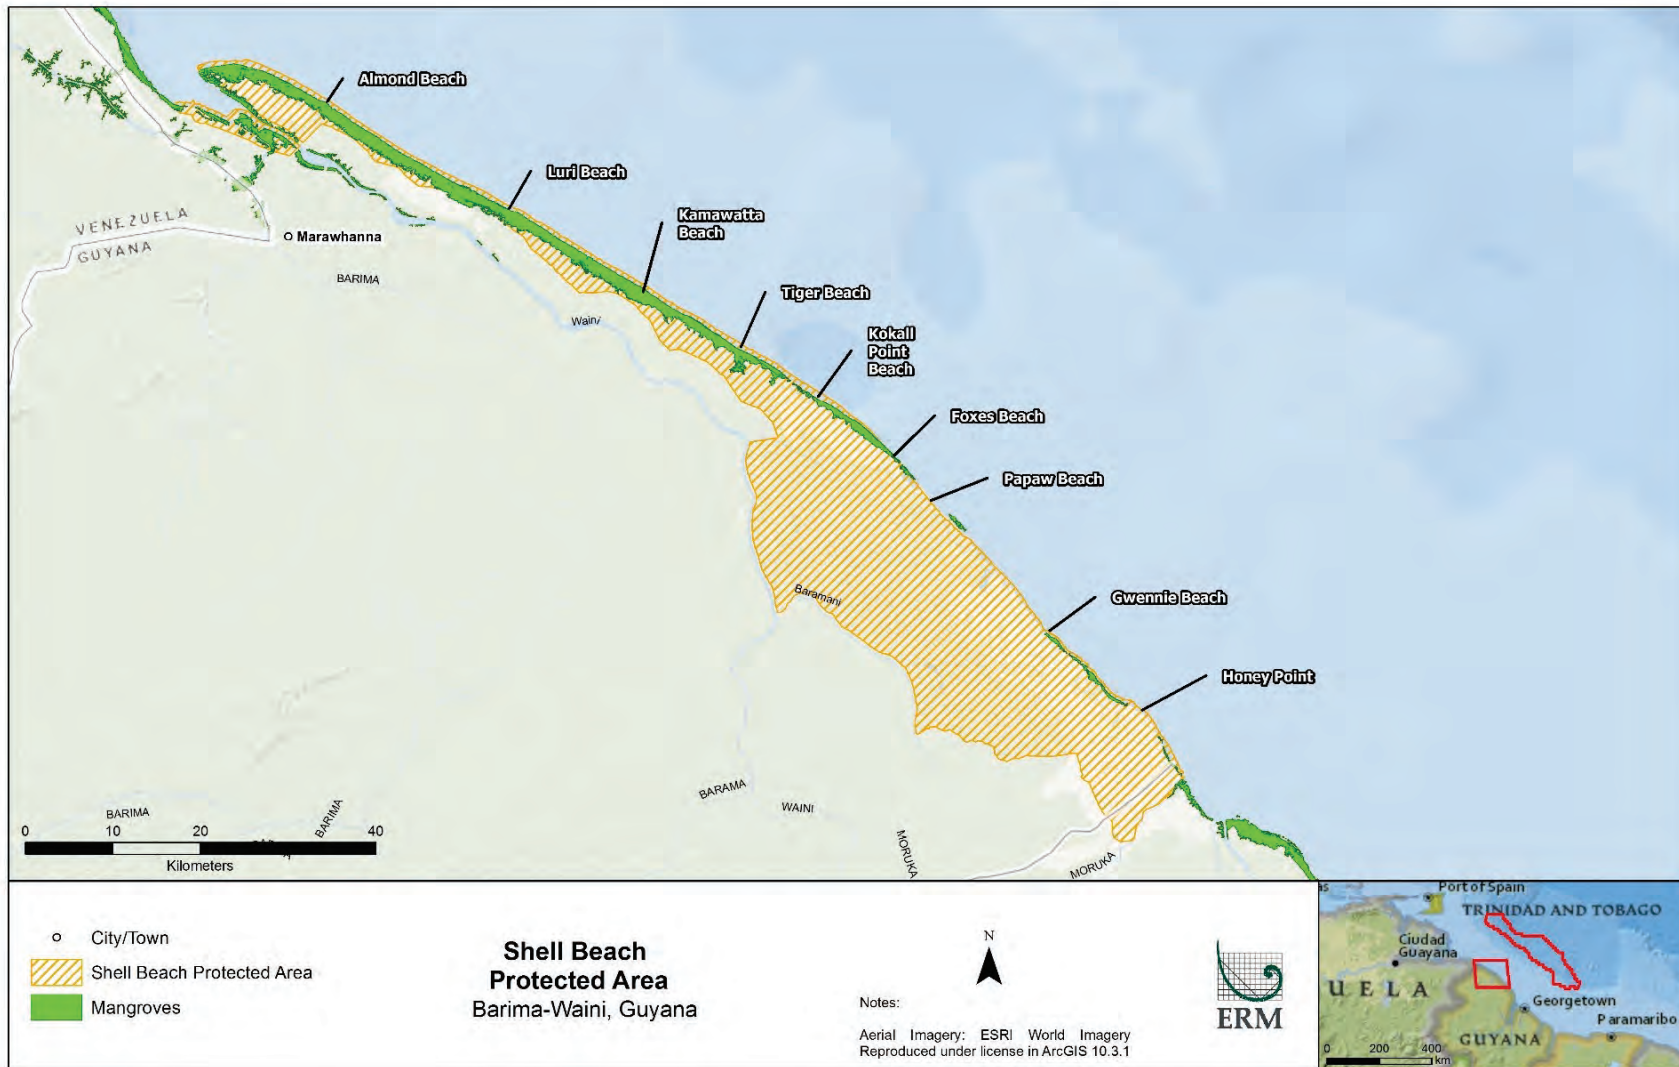 Almond Beach
Luri Beach
Kamawatta
Beach
VENEZUELA
GUYANA
Marawhanna
BARIMA
Tiger Beach
Waini
Kokall
Point
Beach
Foxes Beach
Papaw Beach
Baramani
Gwennie Beach
Honey Point
BARAMA
WAINI
BARIMA
BARIMA
MORUKA
MORUKA
0 10 20 40
Kilometers
City/Town
Shell Beach Protected Area
Mangroves
Shell Beach
Protected Area
Barima-Waini, Guyana
N
Notes:
Aerial Imagery: ESRI World Imagery
Reproduced under license in ArcGIS 10.3.1
ERM
as
Port of Spain
TRINIDAD AND TOBAGO
Ciudad
Guayana
UELA
Georgetown
Paramaribo
GUYANA
0 200 400
km